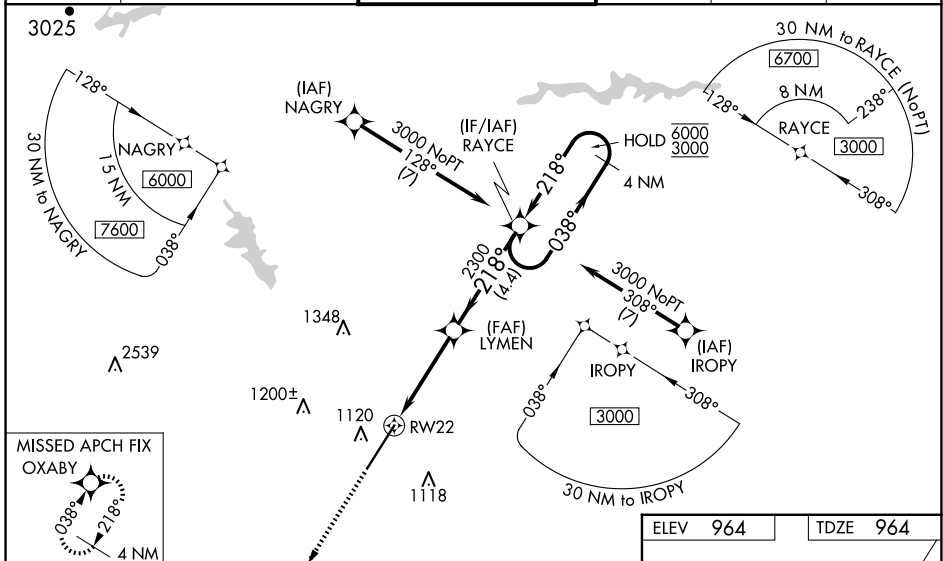 3025
30 NM to RAYCE (NoPT)
6700
8 NM
128°
238°
RAYCE
3000
308°
128°
NAGRY
15 NM
6000
30 NM to NAGRY
7600
038°
(IAF)
NAGRY
3000 NoPT
128°
(7)
(IF/IAF)
RAYCE
HOLD 6000
3000
4 NM
218°
038°
2300
218°
(4.4)
3000 NoPT
308°
(7)
(IAF)
IROPY
(FAF)
LYMEN
1348
2539
1200±
1120
RW22
1118
IROPY
038°
308°
3000
30 NM to IROPY
MISSED APCH FIX
OXABY
038°
218°
4 NM
ELEV 964
TDZE 964